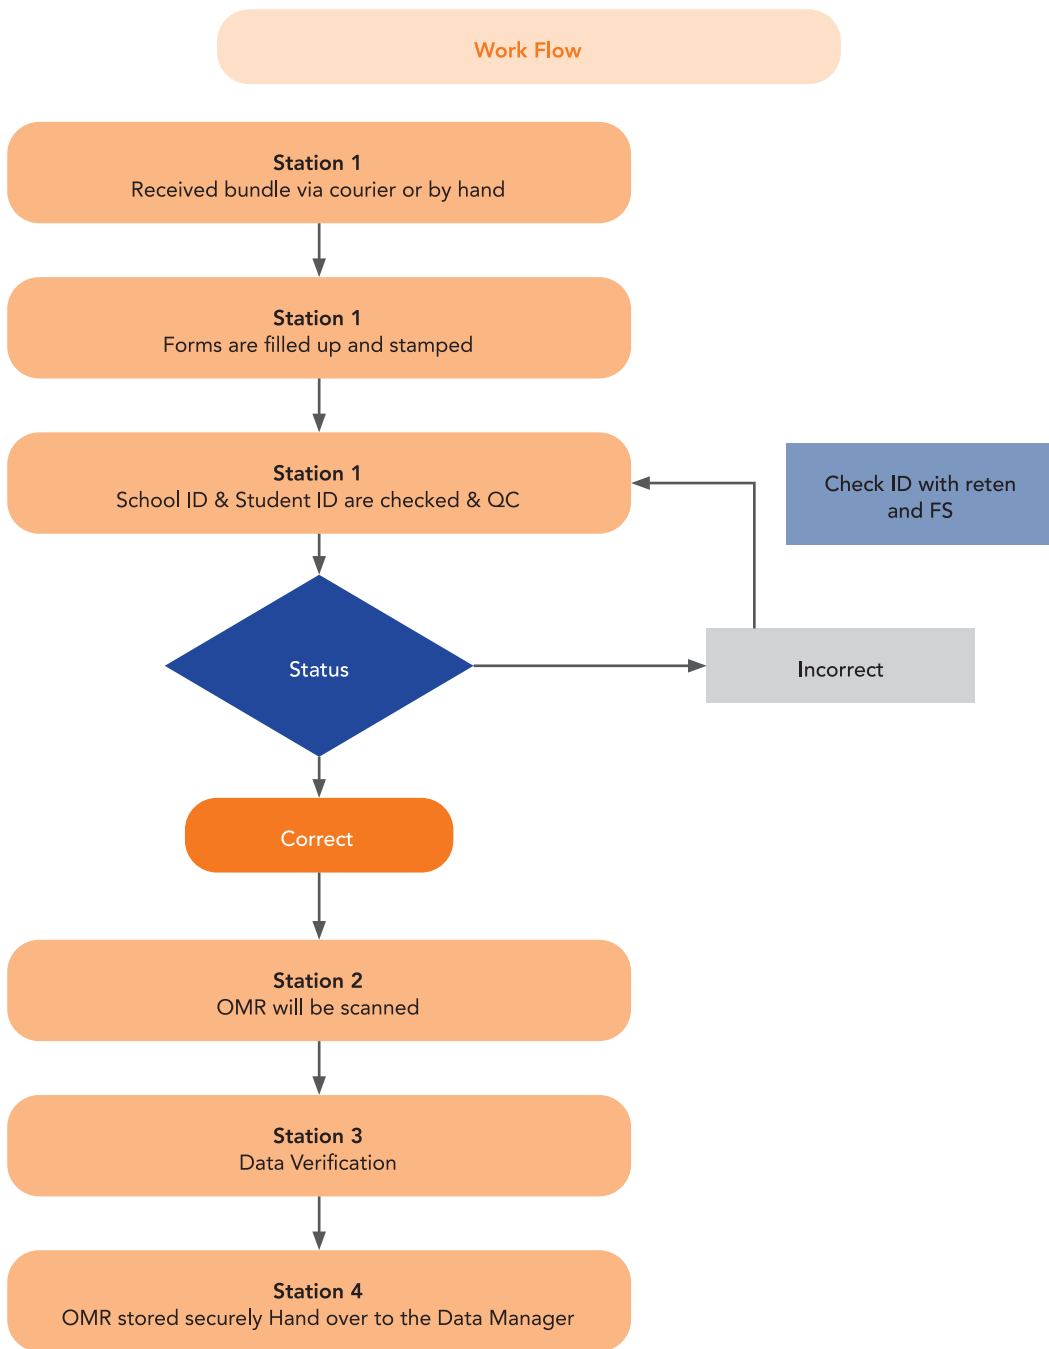 Work Flow
Station 1
Received bundle via courier or by hand
Station 1
Forms are filled up and stamped
Station 1
School ID & Student ID are checked & QC
Check ID with reten
and FS
Status
Incorrect
Correct
Station 2
OMR will be scanned
Station 3
Data Verification
Station 4
OMR stored securely Hand over to the Data Manager